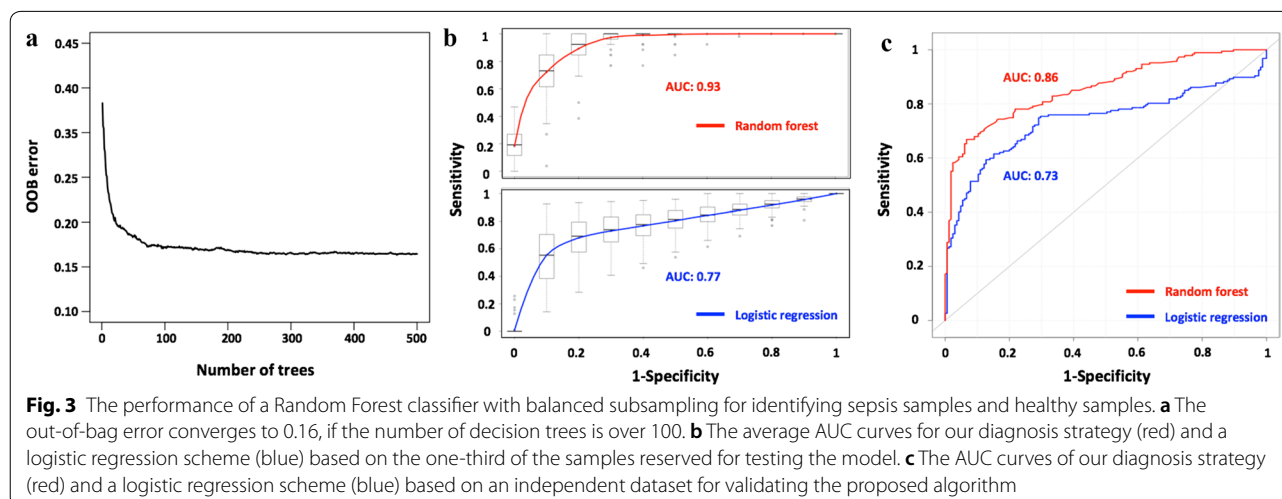 a
0.45
0.35
0.25
0.20
0.15
0.10
OOB error
0
100
200
300
400
500
Number of trees
b
1
0.8
0.6
0.4
0.2
0
AUC: 0.93
Random forest
Sensitivity
1
0.8
0.6
0.4
0.2
0
AUC: 0.77
Logistic regression
0
0.2
0.4
0.6
0.8
1
1-Specificity
c
1
0.8
0.6
0.4
0.2
0
Sensitivity
AUC: 0.86
AUC: 0.73
Random forest
Logistic regression
0
0.2
0.4
0.6
0.8
1
1-Specificity
Fig. 3 The performance of a Random Forest classifier with balanced subsampling for identifying sepsis samples and healthy samples. a The
out-of-bag error converges to 0.16, if the number of decision trees is over 100. b The average AUC curves for our diagnosis strategy (red) and a
logistic regression scheme (blue) based on the one-third of the samples reserved for testing the model. c The AUC curves of our diagnosis strategy
(red) and a logistic regression scheme (blue) based on an independent dataset for validating the proposed algorithm